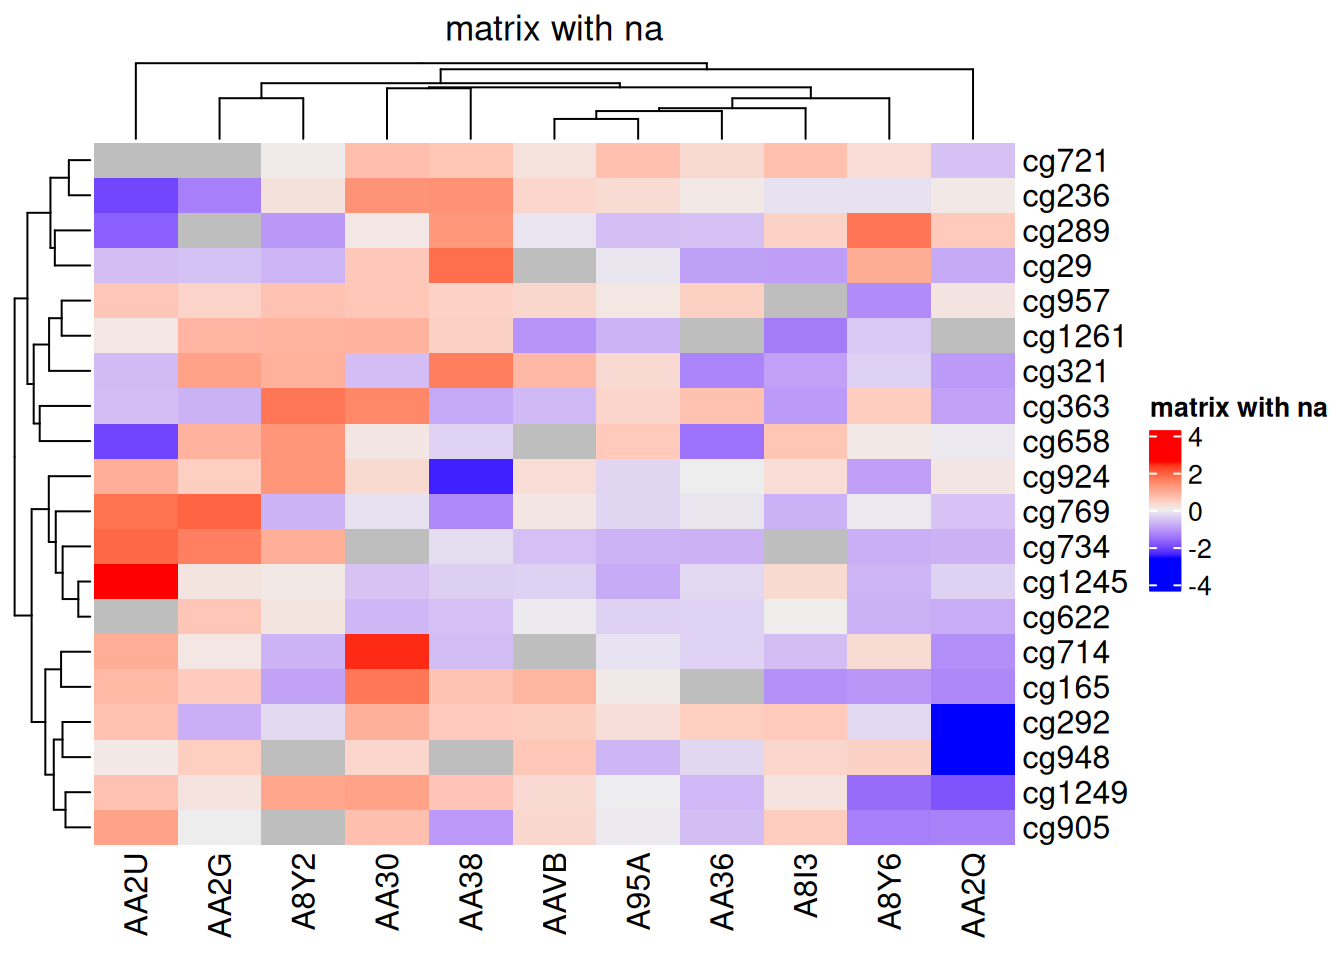 matrix with na
cg721
cg236
cg289
cg29
cg957
cg1261
cg321
cg363
cg658
cg924
cg769
cg734
cg1245
cg622
cg714
cg165
cg292
cg948
cg1249
cg905
AA2U
AA2G
A8Y2
AA30
AA38
AAVB
A95A
AA36
A8I3
A8Y6
AA2Q
matrix with na
4
2
0
-2
-4